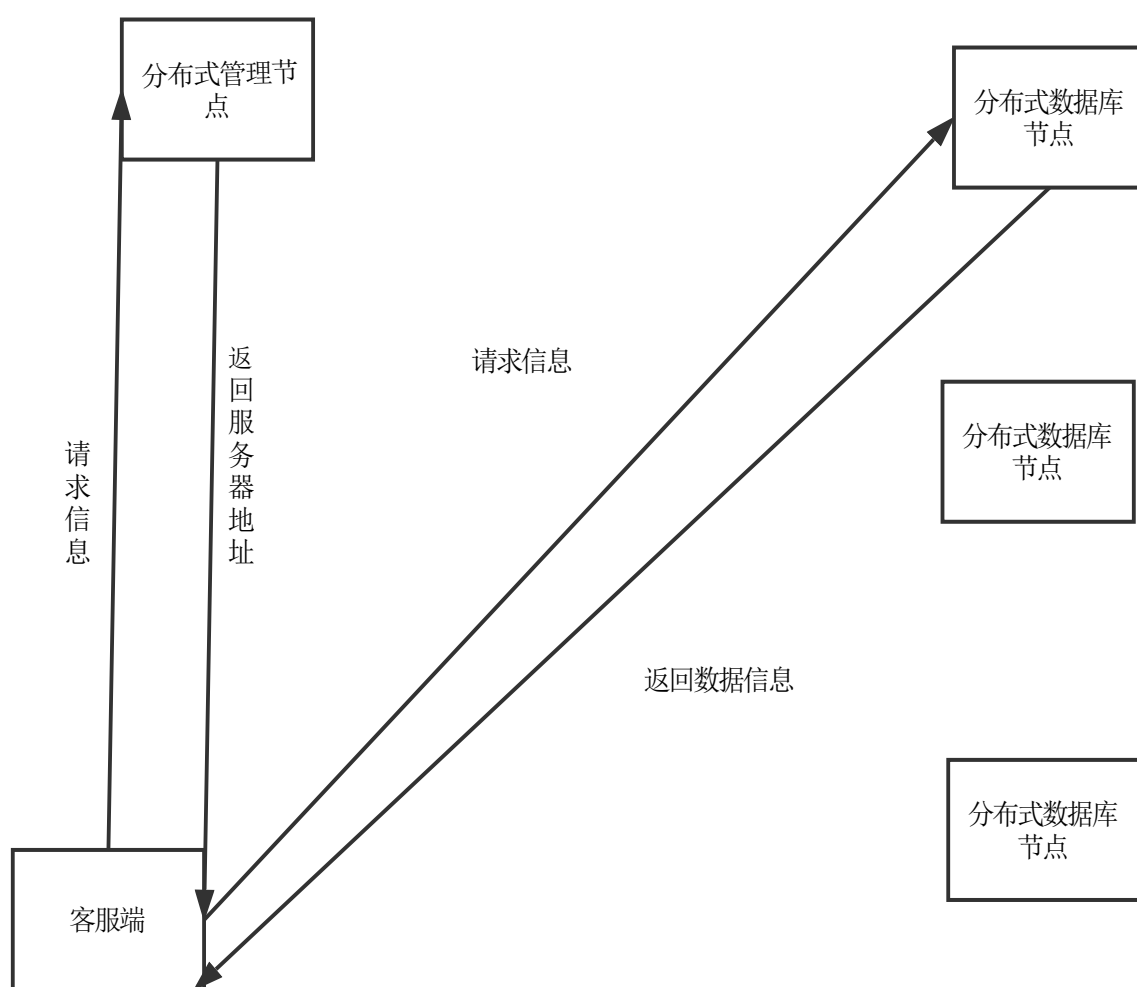 分布式管理节
点
分布式数据库
节点
返回服务器地址
请求信息
请求信息
分布式数据库
节点
返回数据信息
分布式数据库
节点
客服端